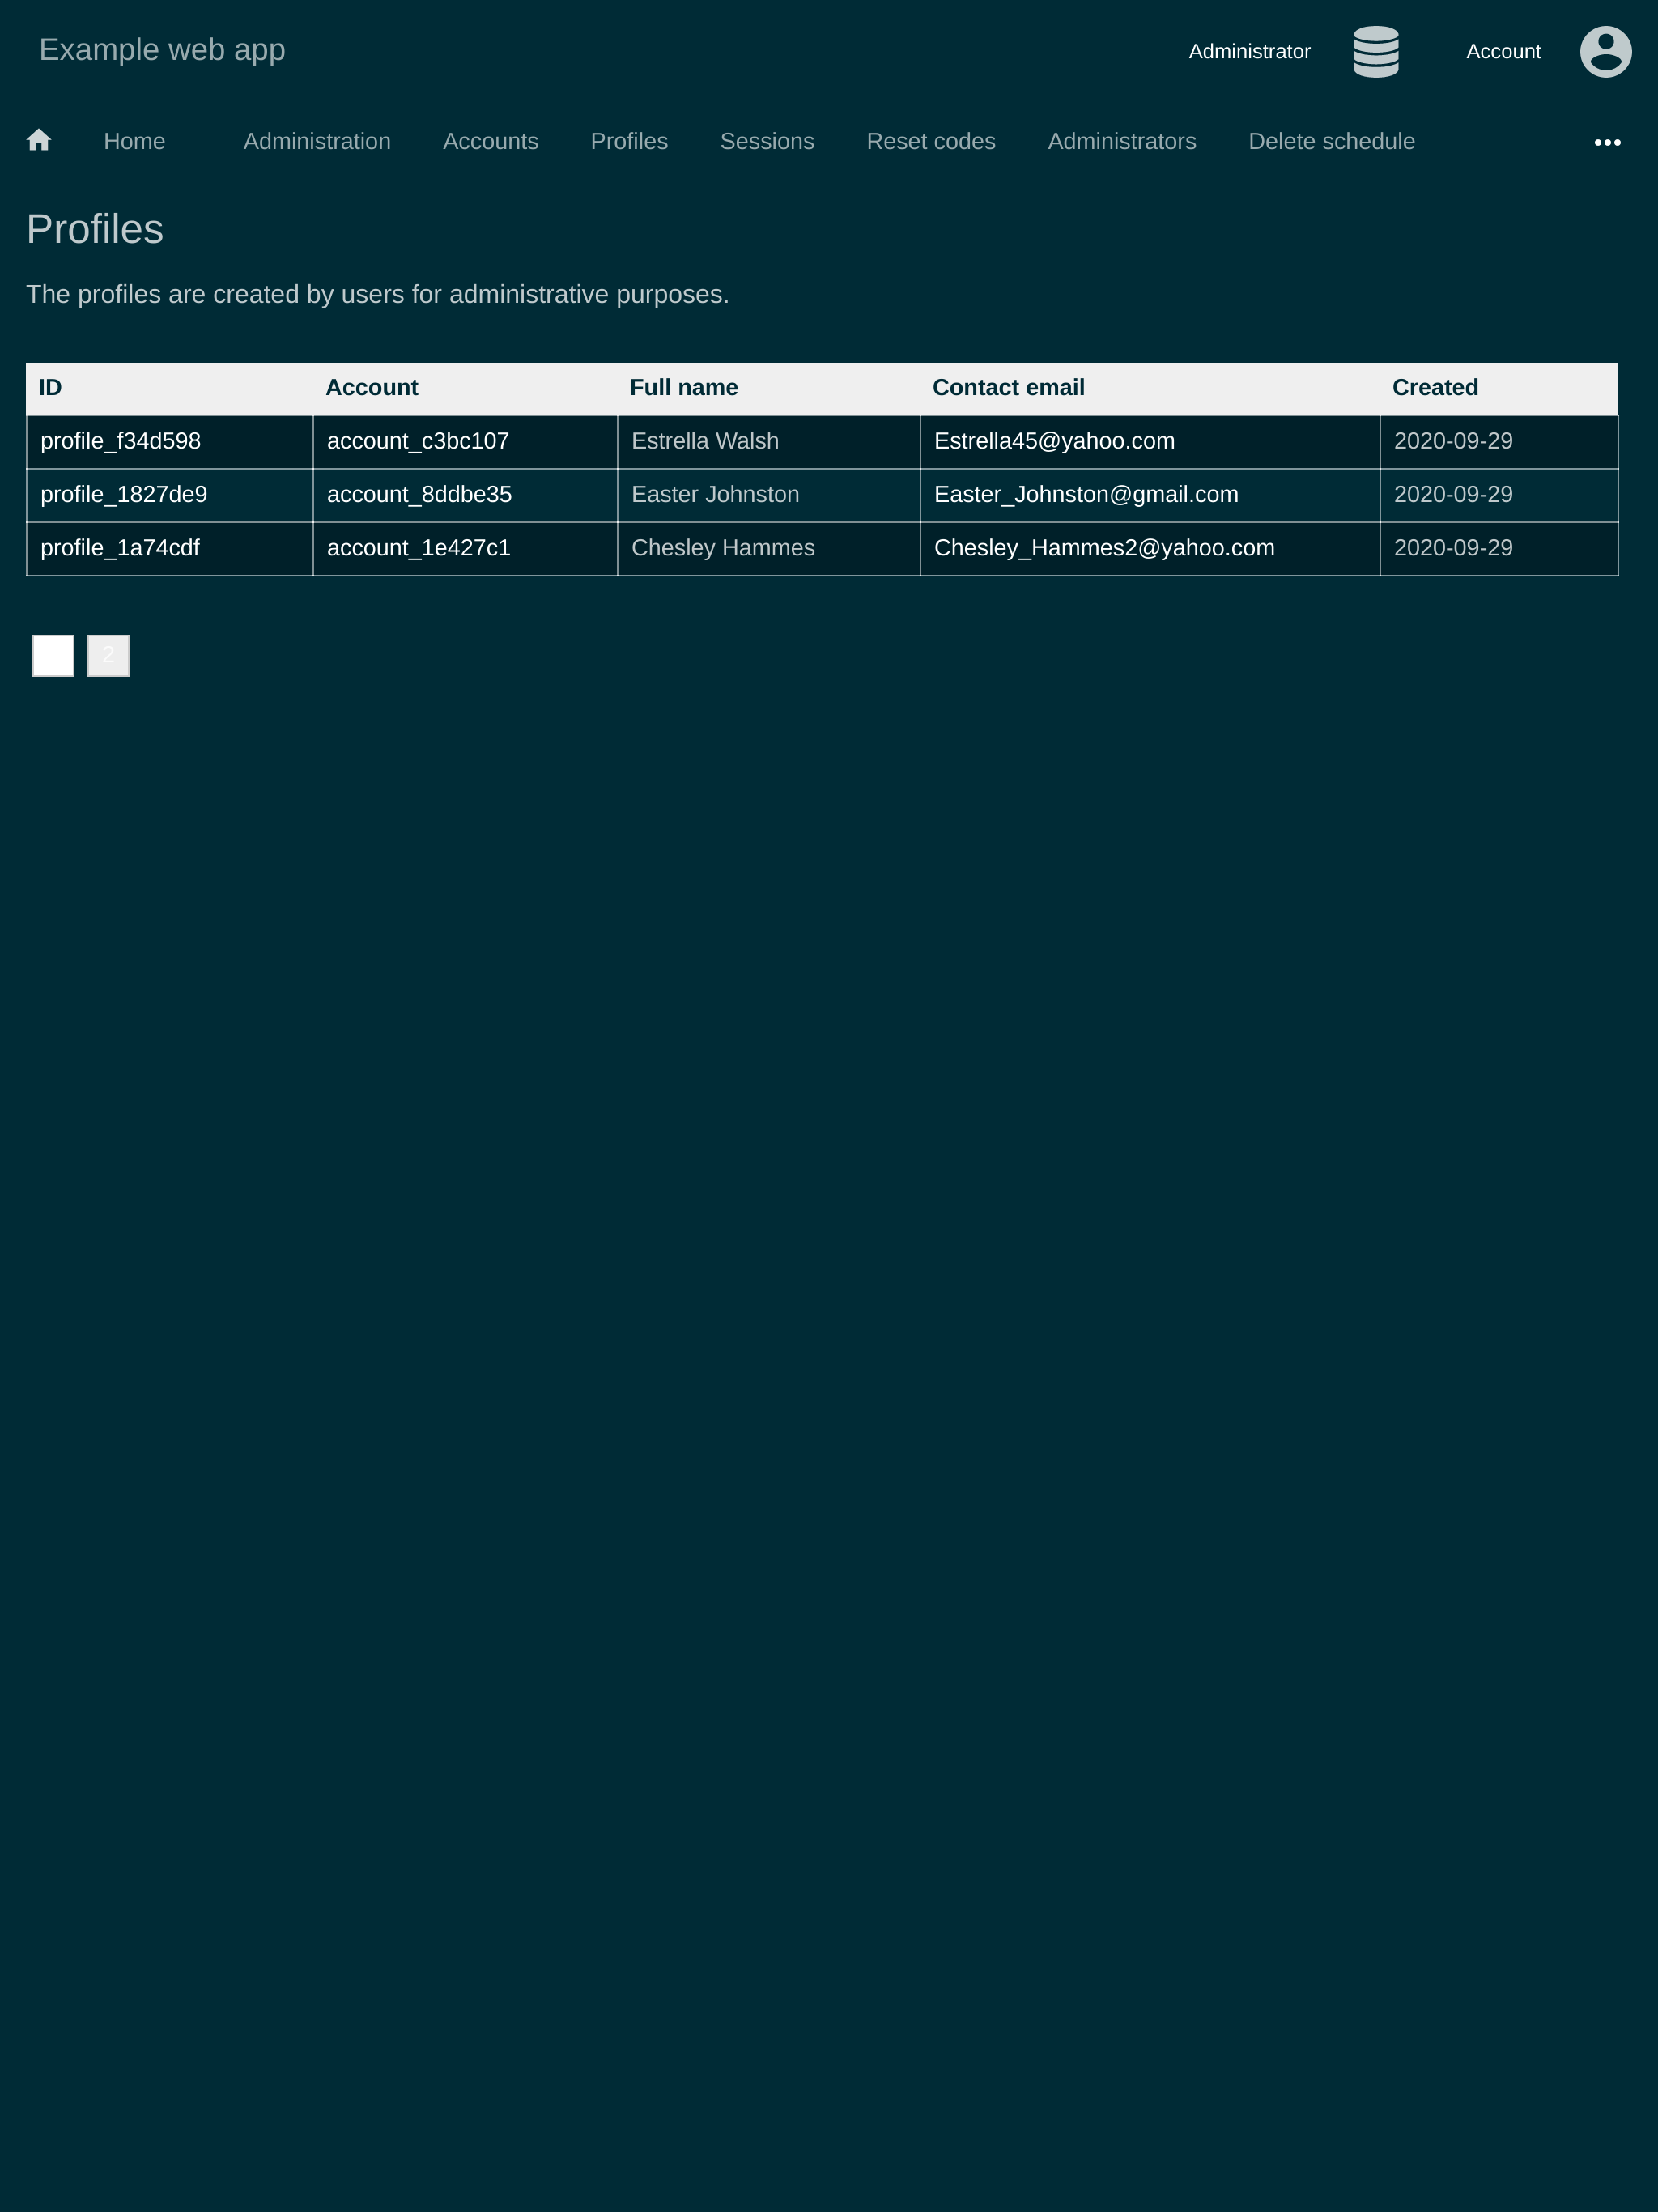 Example web app
Administrator Account
Home Administration Accounts Profiles Sessions Reset codes Administrators Delete schedule
Profiles
The profiles are created by users for administrative purposes.
ID Account Full name Contact email Created
profile_f34d598 account_c3bc107 Estrella Walsh Estrella45@yahoo.com 2020-09-29
profile_1827de9 account_8ddbe35 Easter Johnston Easter_Johnston@gmail.com 2020-09-29
profile_1a74cdf account_1e427c1 Chesley Hammes Chesley_Hammes2@yahoo.com 2020-09-29
2